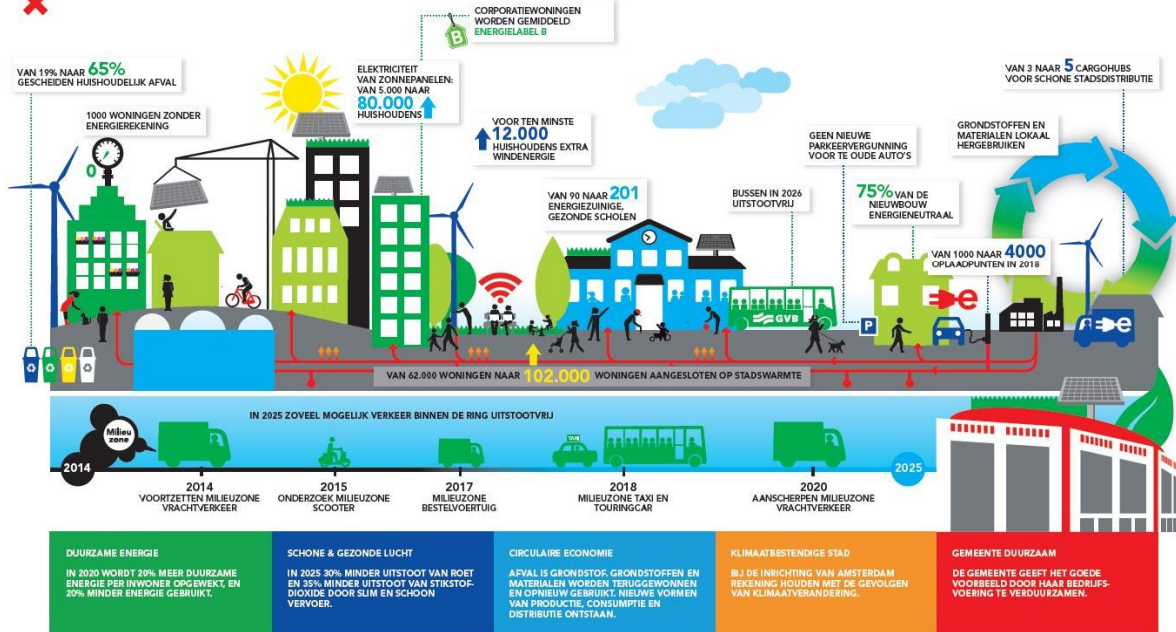 CORPORATIEWONINGEN
WORDEN GEMIDDELD
ENERGIELABEL B
B
VAN 19% NAAR 65%
GESCHEIDEN HUISHOUDELIJK AFVAL
ELEKTRICITEIT
VAN ZONNEPANELEN:
VAN 5.000 NAAR
80.000
HUISHOUDENS
VAN 3 NAAR 5 CARGOHUBS
VOOR SCHONE STADSDISTRIBUTIE
1000 WONINGEN ZONDER
ENERGIEREKENING
0
VOOR TEN MINSTE
12.000
HUISHOUDENS EXTRA
WINDENERGIE
GEEN NIEUWE
PARKEERVERGUNNING
VOOR TE OUDE AUTO'S
GRONDSTOFFEN EN
MATERIALEN LOKAAL
HERGEBRUIKEN
VAN 90 NAAR 201
ENERGIEZUINIGE,
GEZONDE SCHOLEN
BUSSEN IN 2026
UITSTOOTVRIJ
75% VAN DE
NIEUWBOUW
ENERGIENEUTRAAL
VAN 1000 NAAR 4000
OPLAADPUNTEN IN 2018
GVB
P
e
e
VAN 62.000 WONINGEN NAAR 102.000 WONINGEN AANGESLOTEN OP STADSWARMTE
IN 2025 ZOVEEL MOGELIJK VERKEER BINNEN DE RING UITSTOOTVRIJ
Milieu
zone
TAXI
2014
2025
2014
VOORTZETTEN MILIEUZONE
VRACHTVERKEER
2015
ONDERZOEK MILIEUZONE
SCOOTER
2017
MILIEUZONE
BESTELVOERTUIG
2018
MILIEUZONE TAXI EN
TOURINGCAR
2020
AANSCHERPEN MILIEUZONE
VRACHTVERKEER
DUURZAME ENERGIE
IN 2020 WORDT 20% MEER DUURZAME
ENERGIE PER INWONER OPGEWEKT, EN
20% MINDER ENERGIE GEBRUIKT.
SCHONE & GEZONDE LUCHT
IN 2025 30% MINDER UITSTOOT VAN ROET
EN 35% MINDER UITSTOOT VAN STIKSTOF-
DIOXIDE DOOR SLIM EN SCHOON
VERVOER.
CIRCULAIRE ECONOMIE
AFVAL IS GRONDSTOF. GRONDSTOFFEN EN
MATERIALEN WORDEN TERUGGEWONNEN
EN OPNIEUW GEBRUIKT. NIEUWE VORMEN
VAN PRODUCTIE, CONSUMPTIE EN
DISTRIBUTIE ONTSTAAN.
KLIMAATBESTENDIGE STAD
BIJ DE INRICHTING VAN AMSTERDAM
REKENING HOUDEN MET DE GEVOLGEN
VAN KLIMAATVERANDERING.
GEMEENTE DUURZAAM
DE GEMEENTE GEEFT HET GOEDE
VOORBEELD DOOR HAAR BEDRIJFS-
VOERING TE VERDUURZAMEN.